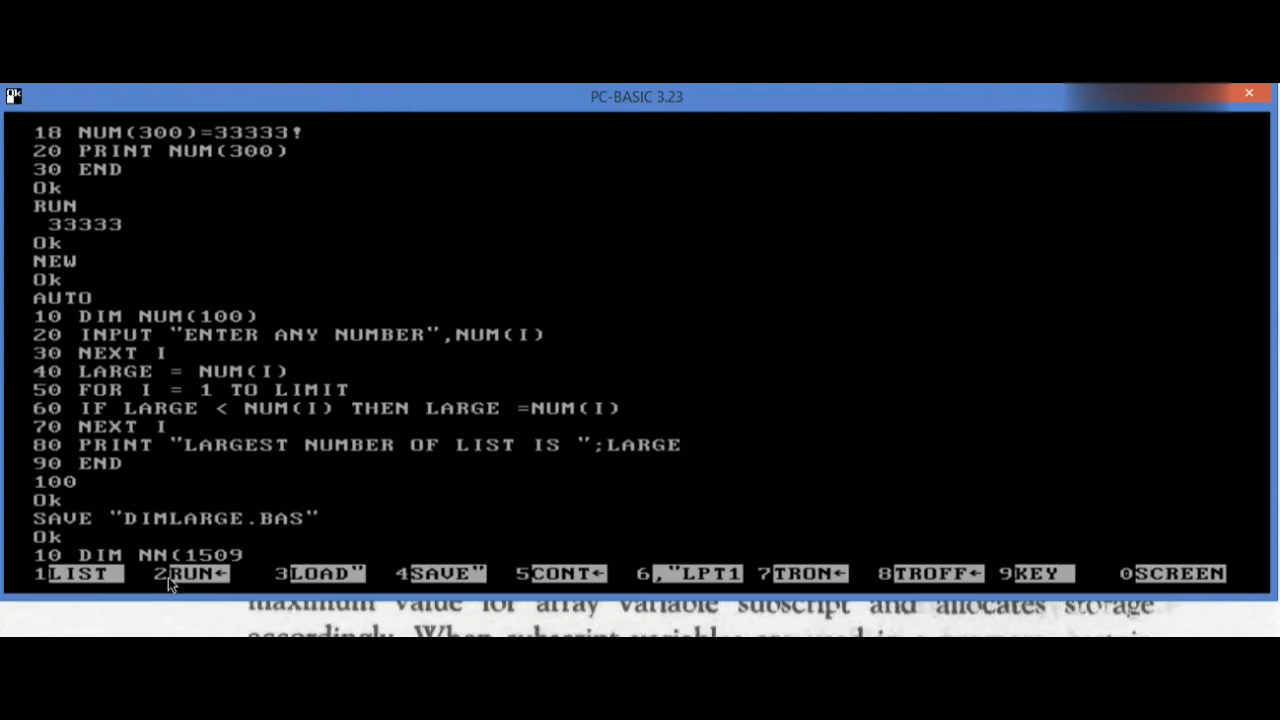 Ok
PC-BASIC 3.23
18 NUM(300)=33333!
20 PRINT NUM(300)
30 END
Ok
RUN
33333
Ok
NEW
Ok
AUTO
10 DIM NUM(100)
20 INPUT "ENTER ANY NUMBER",NUM(I)
30 NEXT I
40 LARGE = NUM(I)
50 FOR I = 1 TO LIMIT
60 IF LARGE < NUM(I) THEN LARGE =NUM(I)
70 NEXT I
80 PRINT "LARGEST NUMBER OF LIST IS ";LARGE
90 END
100
Ok
SAVE "DIMLARGE.BAS"
Ok
10 DIM NN(1509
1LIST 2RUN← 3LOAD" 4SAVE" 5CONT← 6,"LPT1 7TRON← 8TROFF← 9KEY 0SCREEN
maximum value for array variable subscript and allocates storage
accordingly. When